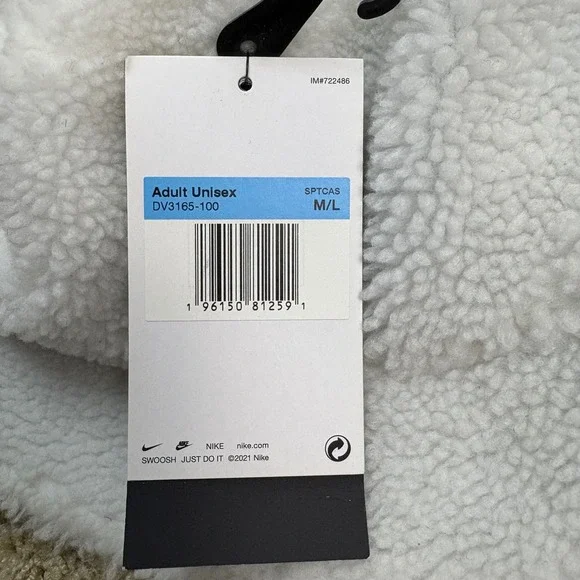 IM#722486
Adult Unisex SPTCAS
DV3165-100 M/L
1 96150 81259 1
NIKE nike.com
SWOOSH JUST DO IT ©2021 Nike